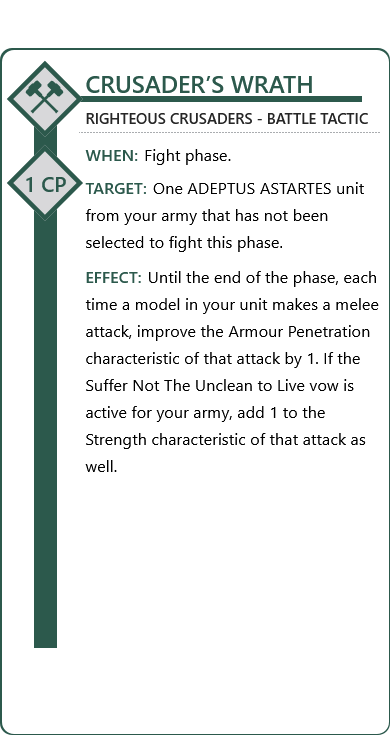 CRUSADER’S WRATH
RIGHTEOUS CRUSADERS - BATTLE TACTIC
WHEN: Fight phase.
1 CP
TARGET: One ADEPTUS ASTARTES unit
from your army that has not been
selected to fight this phase.
EFFECT: Until the end of the phase, each
time a model in your unit makes a melee
attack, improve the Armour Penetration
characteristic of that attack by 1. If the
Suffer Not The Unclean to Live vow is
active for your army, add 1 to the
Strength characteristic of that attack as
well.